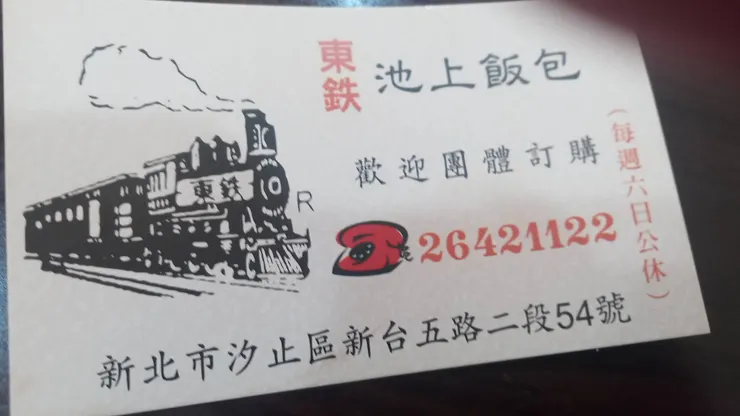 東鉄 池上飯包
歡迎團體訂購
26421122
(每週六日公休)
新北市汐止區新台五路二段54號
東鉄
R